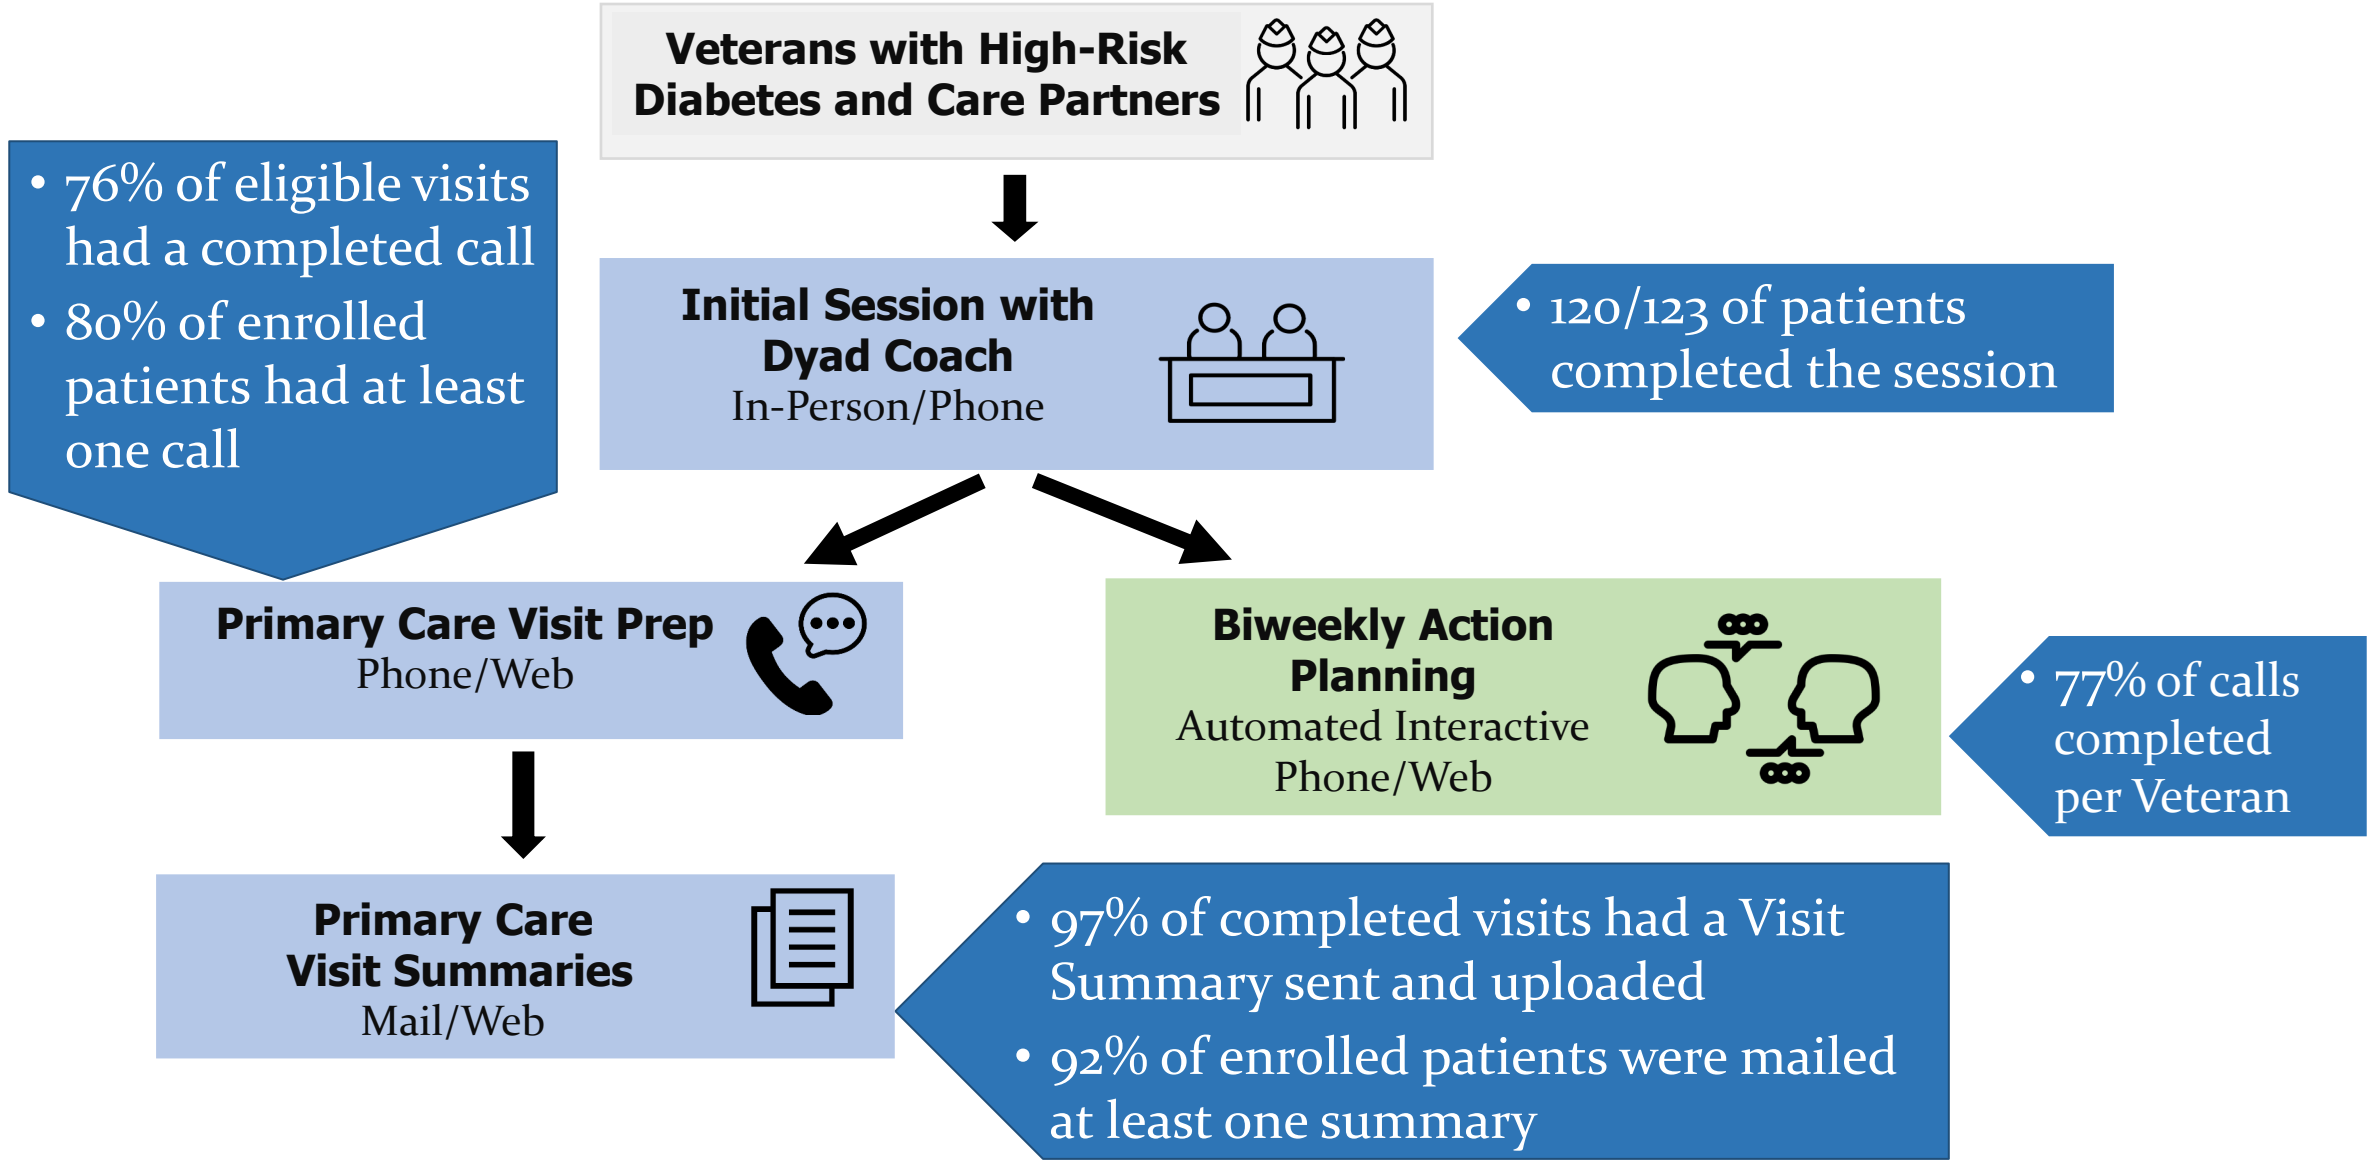 Veterans with High-Risk
Diabetes and Care Partners
• 76% of eligible visits
had a completed call
• 80% of enrolled
patients had at least
one call
Initial Session with
Dyad Coach
In-Person/Phone
• 120/123 of patients
completed the session
Primary Care Visit Prep
Phone/Web
Biweekly Action
Planning
Automated Interactive
Phone/Web
• 77% of calls
completed
per Veteran
Primary Care
Visit Summaries
Mail/Web
• 97% of completed visits had a Visit
Summary sent and uploaded
• 92% of enrolled patients were mailed
at least one summary